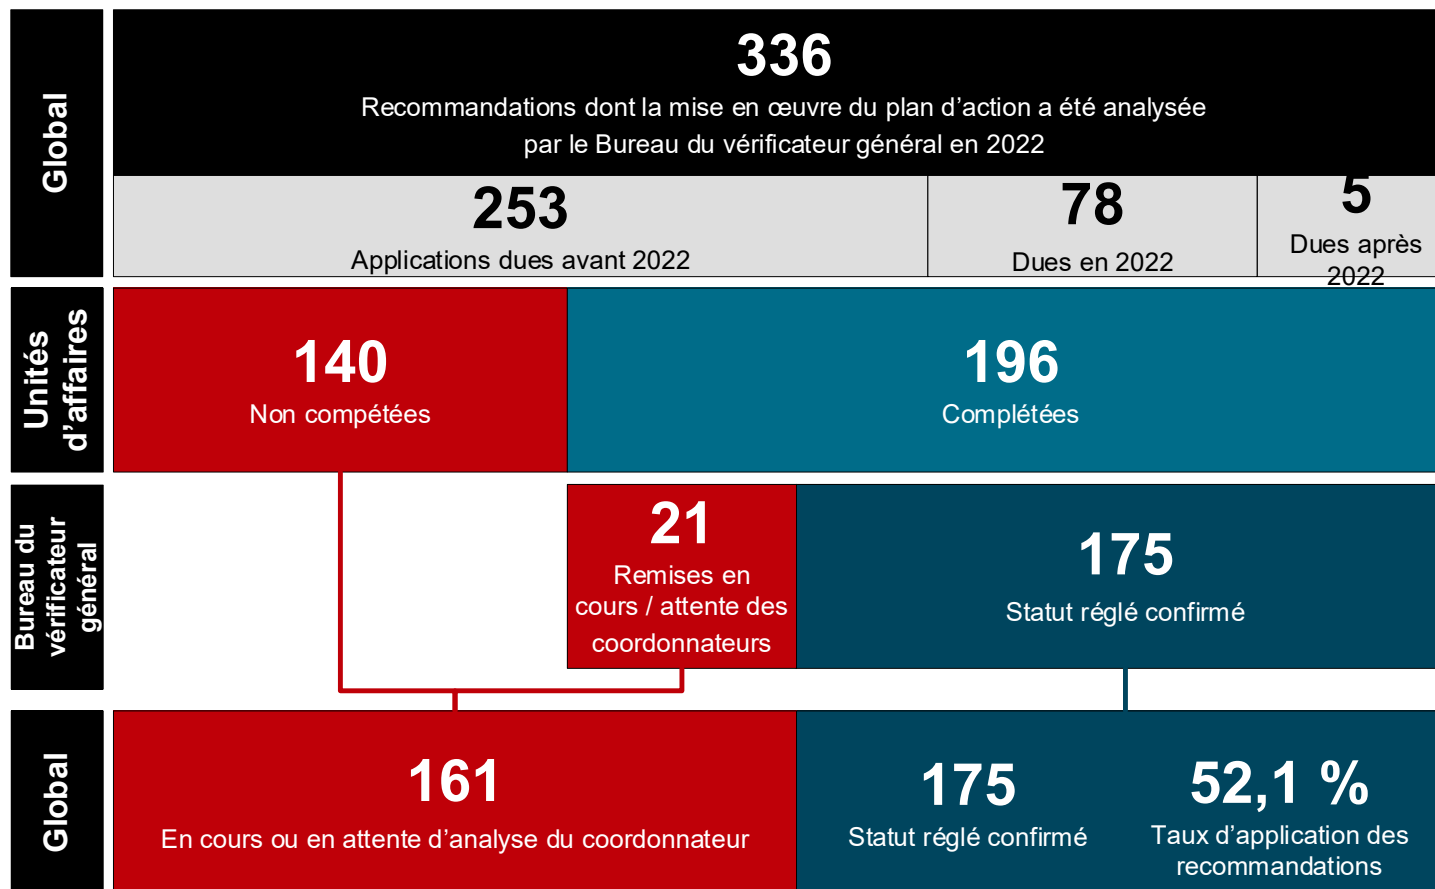 Global
336
Recommandations dont la mise en œuvre du plan d’action a été analysée
par le Bureau du vérificateur général en 2022
253
Applications dues avant 2022
78
Dues en 2022
5
Dues après
2022
Unités
d’affaires
140
Non compétées
196
Complétées
Bureau du
vérificateur
général
21
Remises en
cours / attente des
coordonnateurs
175
Statut réglé confirmé
Global
161
En cours ou en attente d’analyse du coordonnateur
175
Statut réglé confirmé
52,1 %
Taux d’application des
recommandations